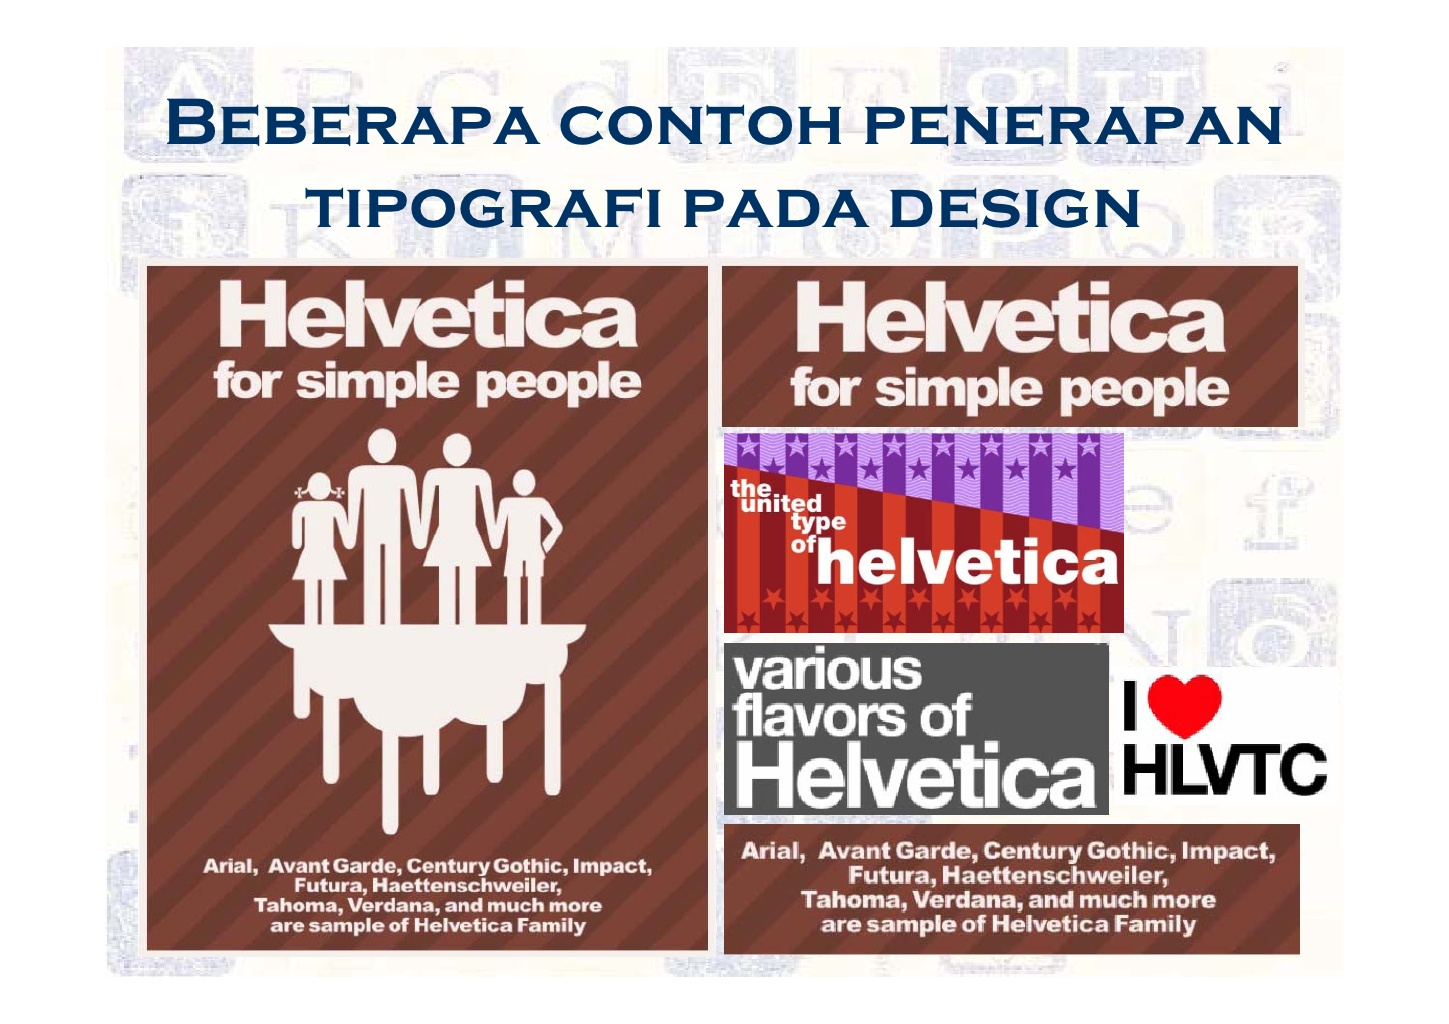 Beberapa contoh penerapan
tipografi pada design
Helvetica
for simple people
Arial, Avant Garde, Century Gothic, Impact,
Futura, Haettenschweiler,
Tahoma, Verdana, and much more
are sample of Helvetica Family
Helvetica
for simple people
the
united
type
of
helvetica
various
flavors of
Helvetica
I ❤
HLVTC
Arial, Avant Garde, Century Gothic, Impact,
Futura, Haettenschweiler,
Tahoma, Verdana, and much more
are sample of Helvetica Family